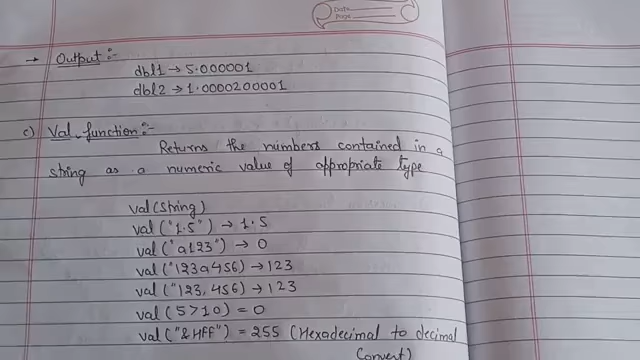 Date
Page
→ Output:-
dbl1 → 5.000001
dbl2 → 1.0000200001
c) Val function:-
Returns the numbers contained in a
string as a numeric value of appropriate type
val(string)
val("1.5") → 1.5
val("a123") → 0
val("123a456) → 123
val("123,456) → 123
val(5>10) = 0
val("&HFF") = 255 (Hexadecimal to decimal
Convert)